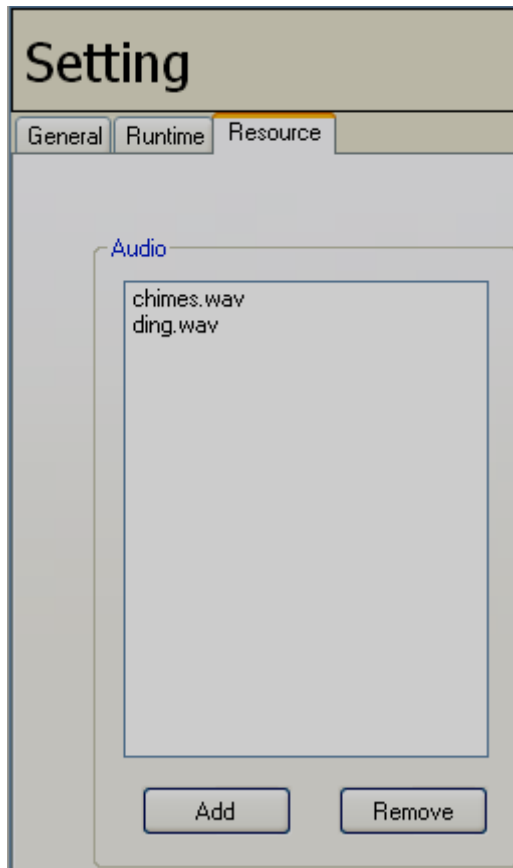 Setting
General Runtime Resource
Audio
chimes.wav
ding.wav
Add Remove